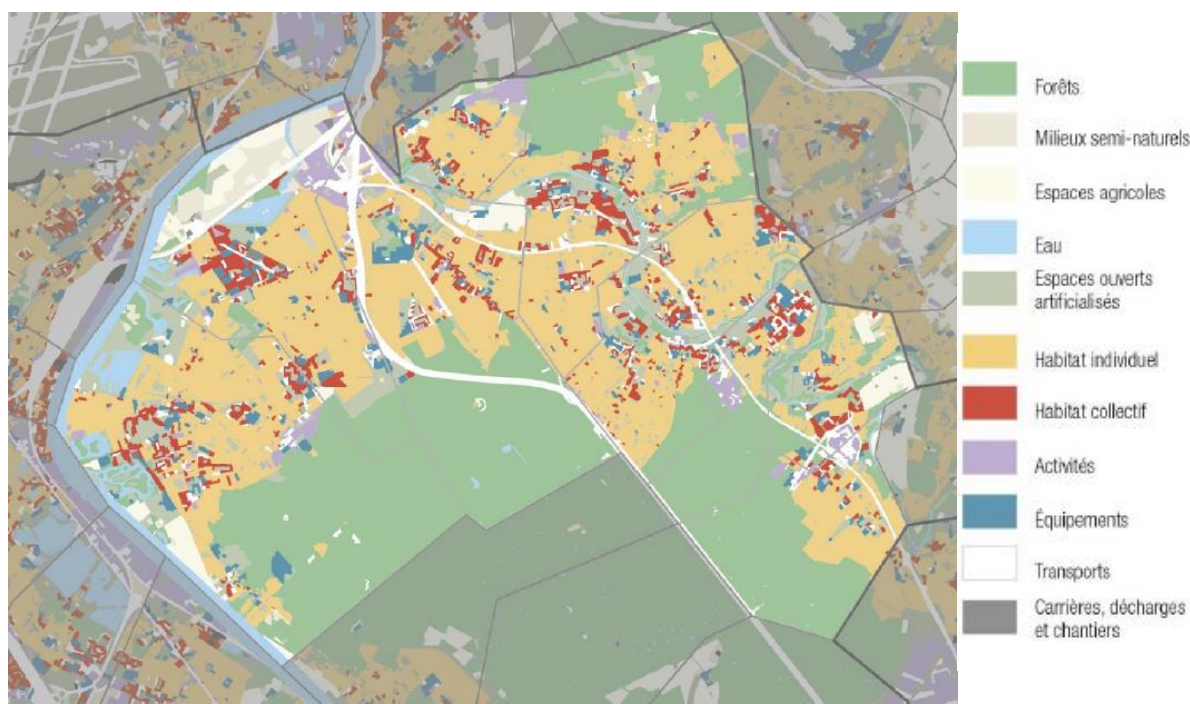 Forêts
Milieux semi-naturels
Espaces agricoles
Eau
Espaces ouverts
artificialisés
Habitat individuel
Habitat collectif
Activités
Équipements
Transports
Carrières, décharges
et chantiers